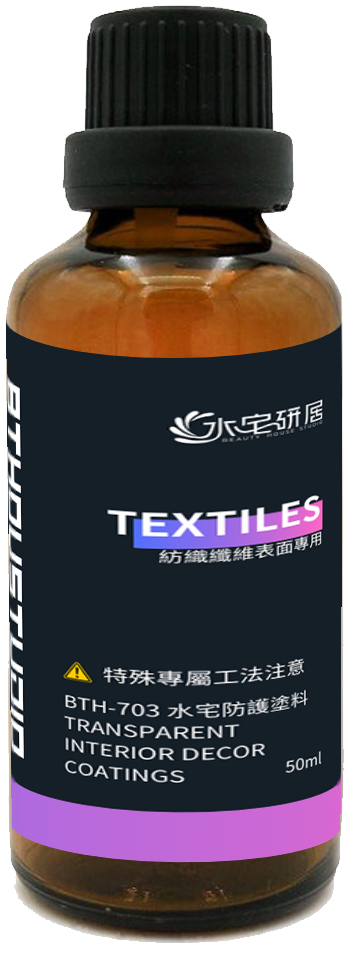 水宅研居
BEAUTY HOUSE STUDIO
TEXTILES
紡織纖維表面專用
特殊專屬工法注意
BTH-703 水宅防護塗料
TRANSPARENT
INTERIOR DECOR
COATINGS
50ml
BTHOUSTUDIO